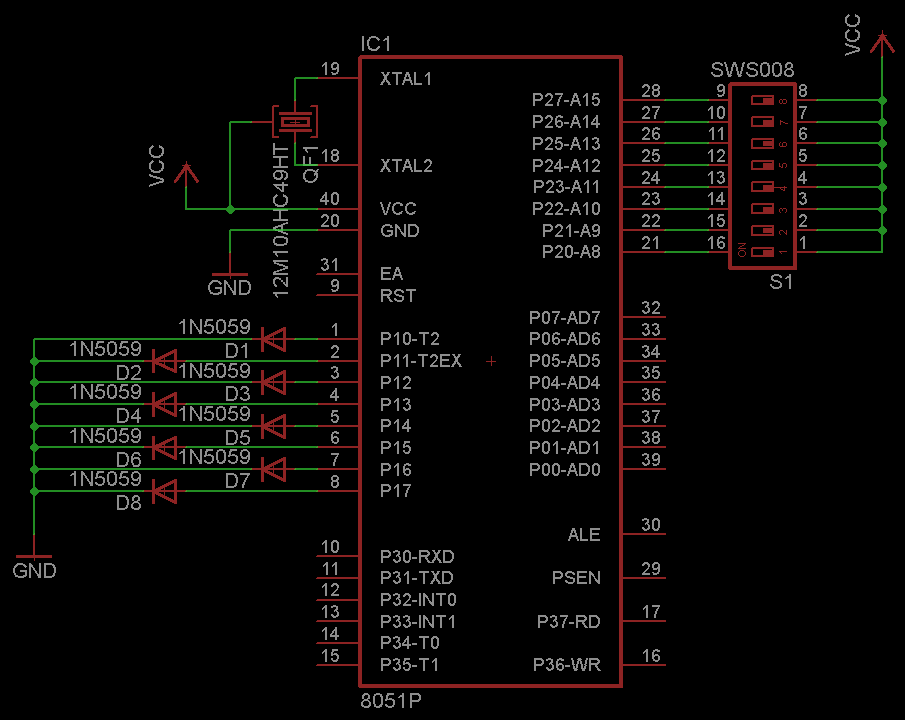 IC1
VCC
SWS008
19
XTAL1
28
P27-A15
9
8
8
27
P26-A14
10
7
7
26
P25-A13
11
6
6
18
XTAL2
25
P24-A12
12
5
5
24
P23-A11
13
4
4
40
VCC
23
P22-A10
14
3
3
20
GND
22
P21-A9
15
2
2
21
P20-A8
16
1
1
ON
S1
VCC
QF1
12M10AHC49HT
GND
31
EA
9
RST
32
P07-AD7
1N5059
D1
1
P10-T2
33
P06-AD6
1N5059
D2
2
P11-T2EX
34
P05-AD5
1N5059
D3
3
P12
35
P04-AD4
1N5059
D4
4
P13
36
P03-AD3
1N5059
D5
5
P14
37
P02-AD2
1N5059
D6
6
P15
38
P01-AD1
1N5059
D7
7
P16
39
P00-AD0
1N5059
D8
8
P17
GND
30
ALE
10
P30-RXD
11
P31-TXD
29
PSEN
12
P32-INT0
13
P33-INT1
17
P37-RD
14
P34-T0
15
P35-T1
16
P36-WR
8051P